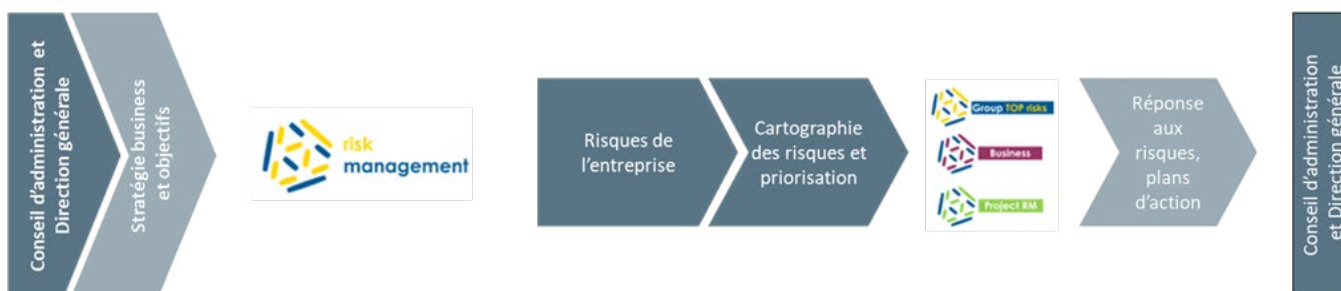 Conseil d’administration et
Direction générale
Stratégie business
et objectifs
risk
management
Risques de
l’entreprise
Cartographie
des risques et
priorisation
Group TOP risks
Business
Project RM
Réponse
aux
risques,
plans
d’action
Conseil d’administration
et Direction générale